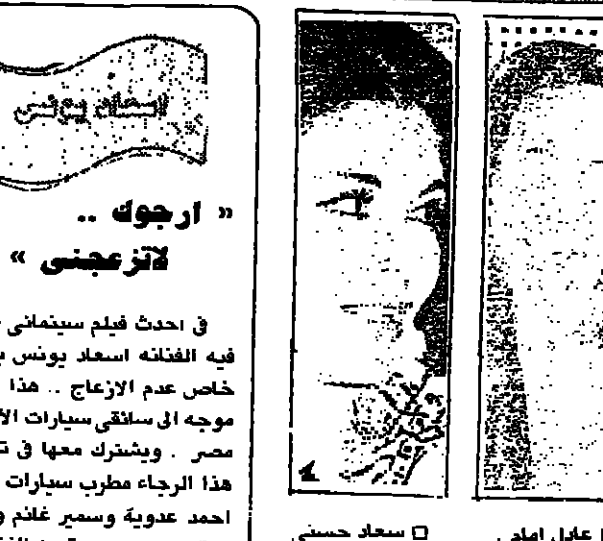 اسعاد يونس
« ارجوك ..
لاتزعجنى »
فى احدث فيلم سينمائى
فيه الفنانه اسعاد يونس
خاص عدم الازعاج .. هذا
موجه الى سائقى سيارات
مصر . ويشترك معها فى
هذا الرجاء مطرب سيارات
احمد عدوية وسمير غانم و
□ سعاد حسنى
عادل امام .